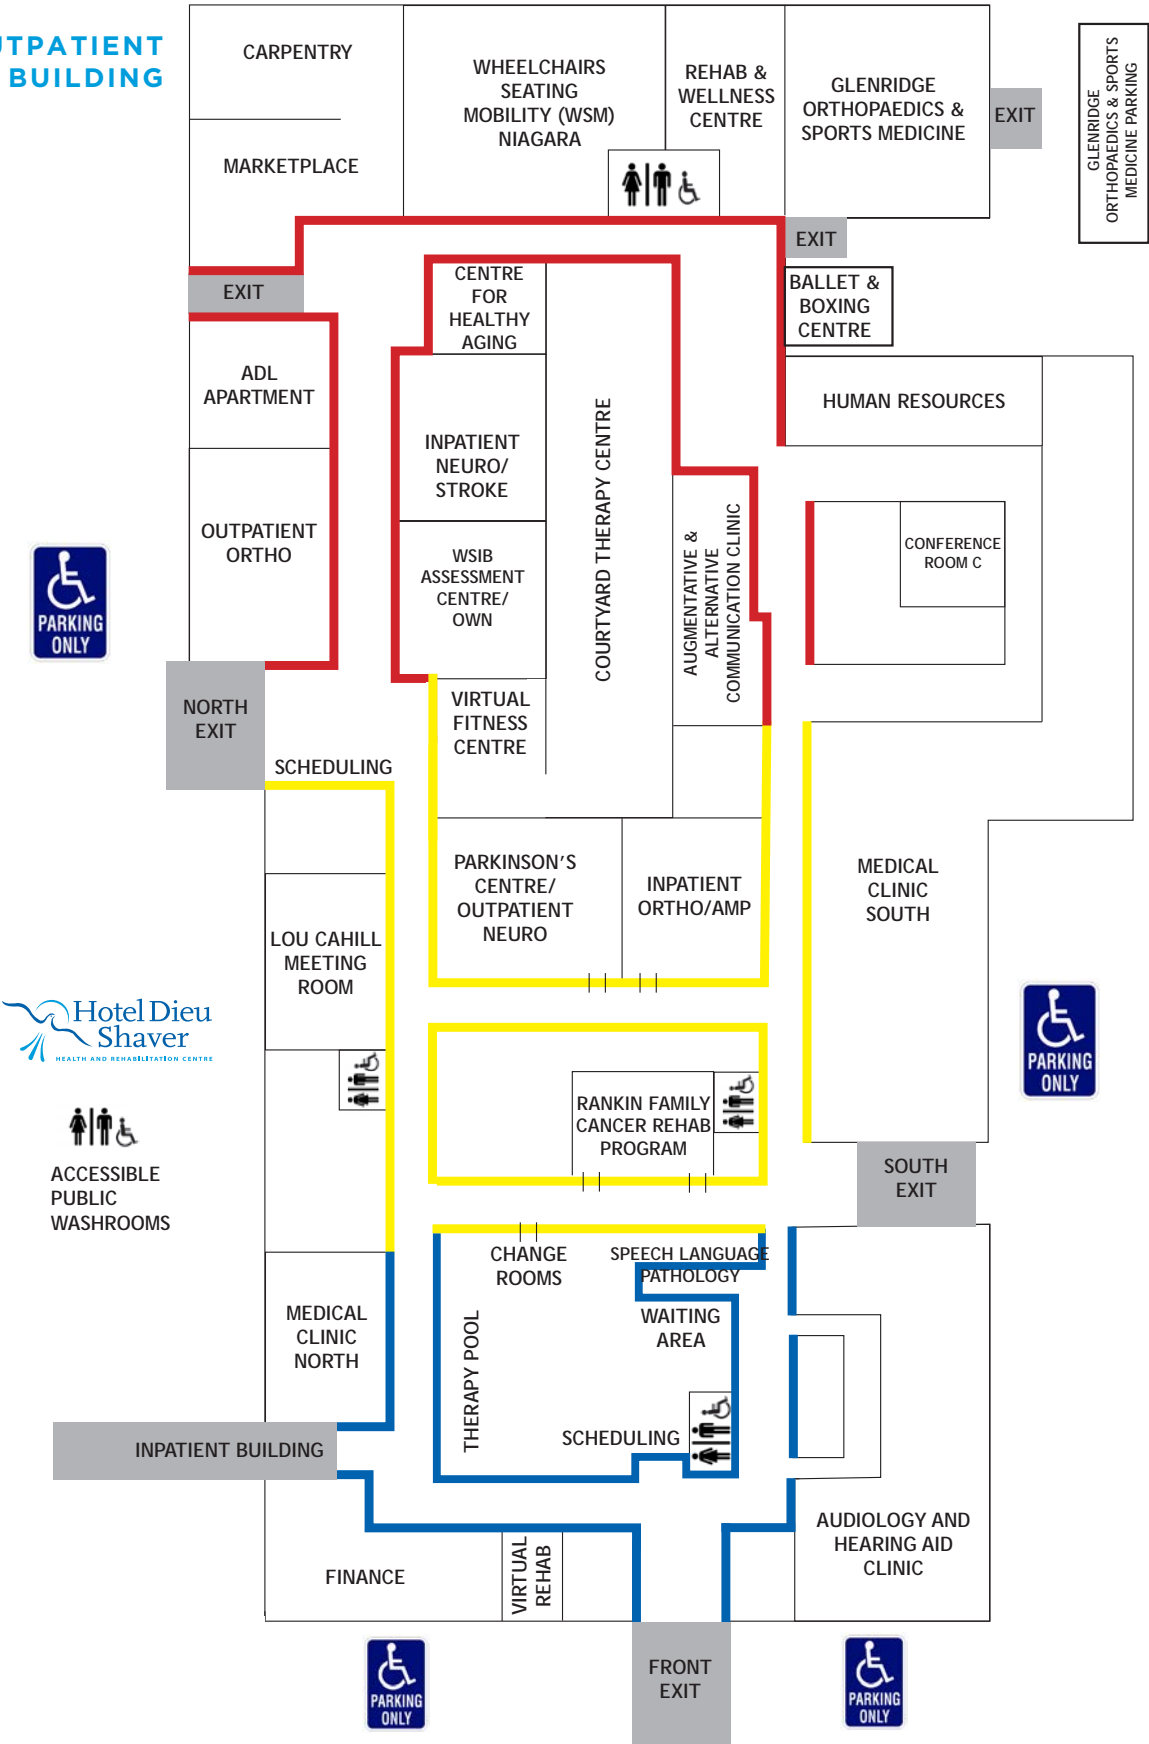 UTPATIENT
BUILDING
CARPENTRY
MARKETPLACE
WHEELCHAIRS
SEATING
MOBILITY (WSM)
NIAGARA
REHAB &
WELLNESS
CENTRE
GLENRIDGE
ORTHOPAEDICS &
SPORTS MEDICINE
EXIT
GLENRIDGE
ORTHOPAEDICS & SPORTS
MEDICINE PARKING
EXIT
EXIT
BALLET &
BOXING
CENTRE
CENTRE
FOR
HEALTHY
AGING
ADL
APARTMENT
HUMAN RESOURCES
INPATIENT
NEURO/
STROKE
COURTYARD THERAPY CENTRE
OUTPATIENT
ORTHO
WSIB
ASSESSMENT
CENTRE/
OWN
AUGMENTATIVE &
ALTERNATIVE
COMMUNICATION CLINIC
CONFERENCE
ROOM C
PARKING
ONLY
NORTH
EXIT
VIRTUAL
FITNESS
CENTRE
SCHEDULING
PARKINSON'S
CENTRE/
OUTPATIENT
NEURO
INPATIENT
ORTHO/AMP
MEDICAL
CLINIC
SOUTH
LOU CAHILL
MEETING
ROOM
Hotel Dieu
Shaver
HEALTH AND REHABILITATION CENTRE
PARKING
ONLY
RANKIN FAMILY
CANCER REHAB
PROGRAM
ACCESSIBLE
PUBLIC
WASHROOMS
SOUTH
EXIT
CHANGE
ROOMS
SPEECH LANGUAGE
PATHOLOGY
WAITING
AREA
MEDICAL
CLINIC
NORTH
THERAPY POOL
SCHEDULING
INPATIENT BUILDING
AUDIOLOGY AND
HEARING AID
CLINIC
FINANCE
VIRTUAL
REHAB
FRONT
EXIT
PARKING
ONLY
PARKING
ONLY